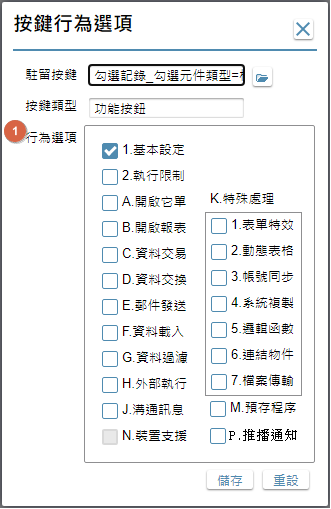 按鍵行為選項
駐留按鍵 勾選記錄_勾選元件類型=
按鍵類型 功能按鈕
1
行為選項
1.基本設定
2.執行限制
A.開啟它單
B.開啟報表
C.資料交易
D.資料交換
E.郵件發送
F.資料載入
G.資料過濾
H.外部執行
J.溝通訊息
N.裝置支援
K.特殊處理
1.表單特效
2.動態表格
3.帳號同步
4.系統複製
5.邏輯函數
6.連結物件
7.檔案傳輸
M.預存程序
P.推播通知
儲存 重設